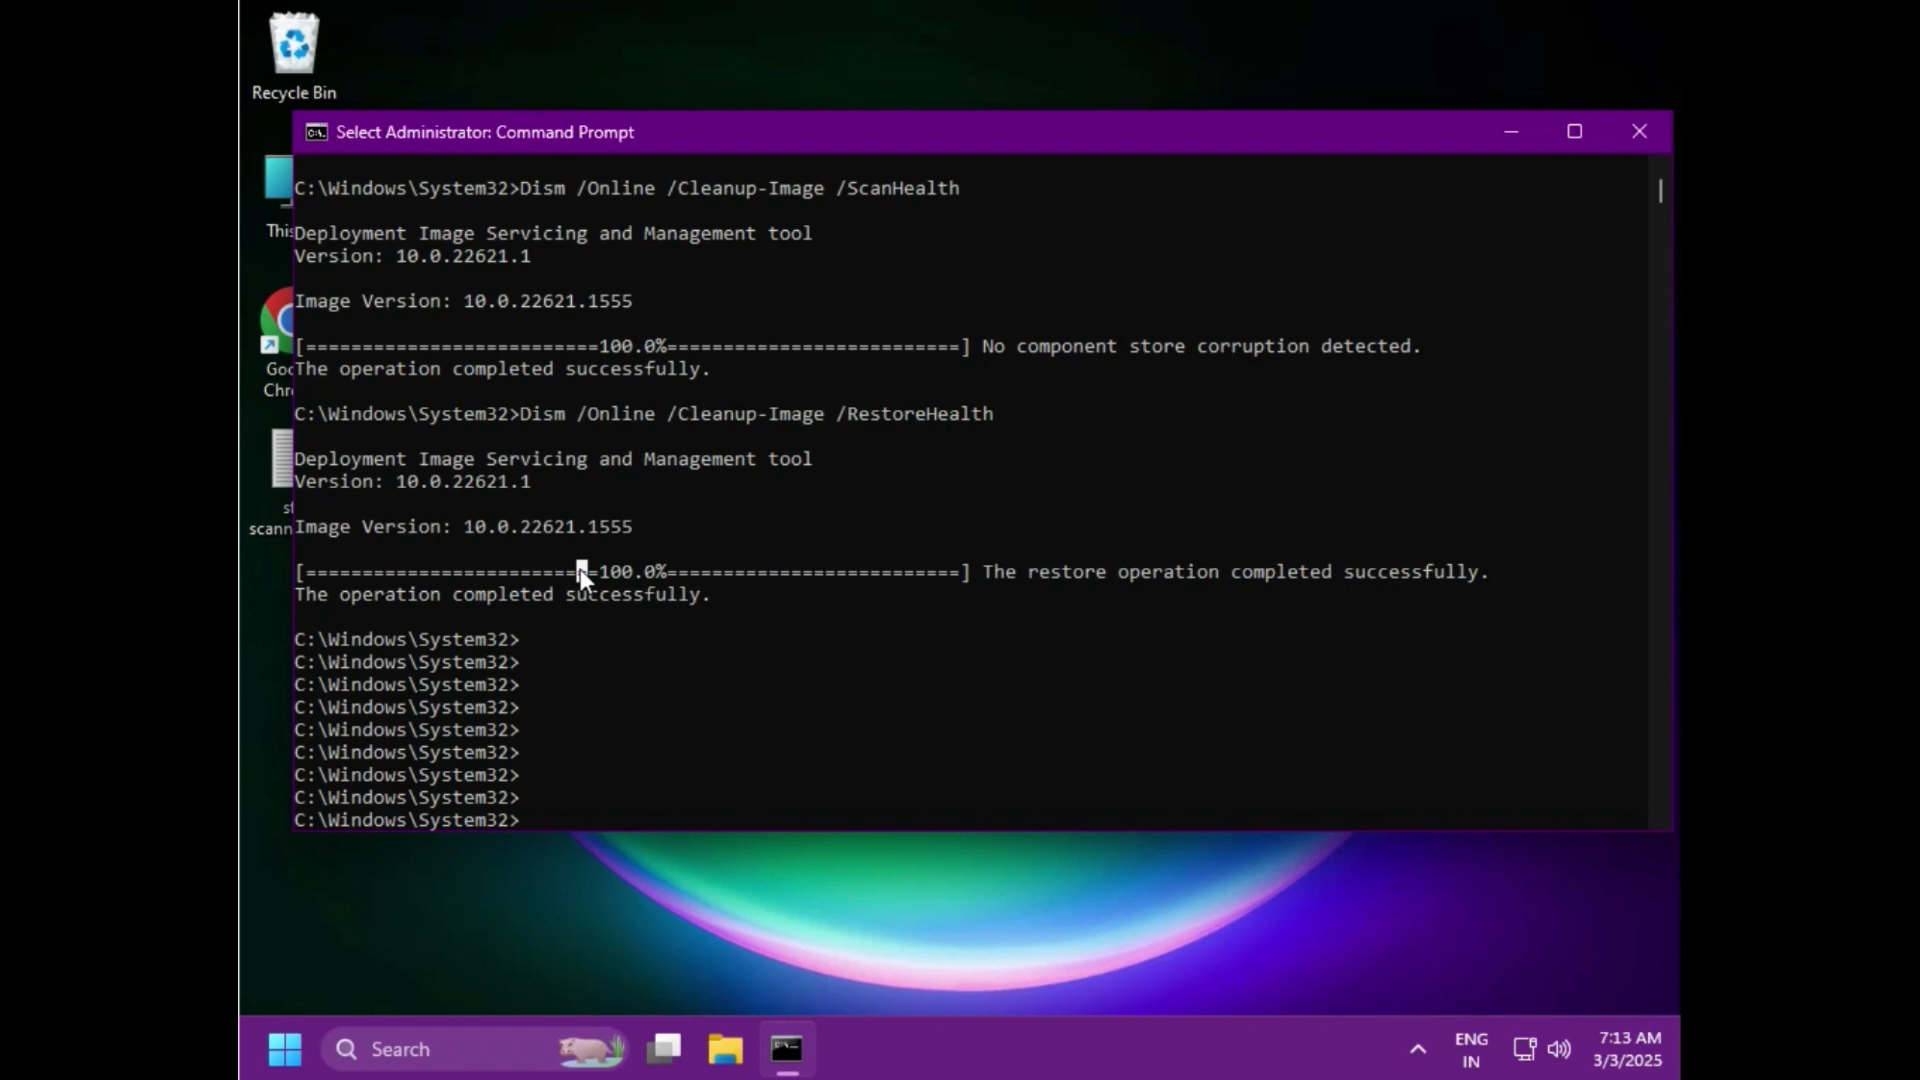 Recycle Bin
Select Administrator: Command Prompt
C:\Windows\System32>Dism /Online /Cleanup-Image /ScanHealth
Deployment Image Servicing and Management tool
Version: 10.0.22621.1
Image Version: 10.0.22621.1555
[==========================100.0%==========================] No component store corruption detected.
The operation completed successfully.
C:\Windows\System32>Dism /Online /Cleanup-Image /RestoreHealth
Deployment Image Servicing and Management tool
Version: 10.0.22621.1
Image Version: 10.0.22621.1555
[==========================100.0%==========================] The restore operation completed successfully.
The operation completed successfully.
C:\Windows\System32>
C:\Windows\System32>
C:\Windows\System32>
C:\Windows\System32>
C:\Windows\System32>
C:\Windows\System32>
C:\Windows\System32>
C:\Windows\System32>
C:\Windows\System32>
This
Goo
Chr
sf
scann
Search
ENG
IN
7:13 AM
3/3/2025